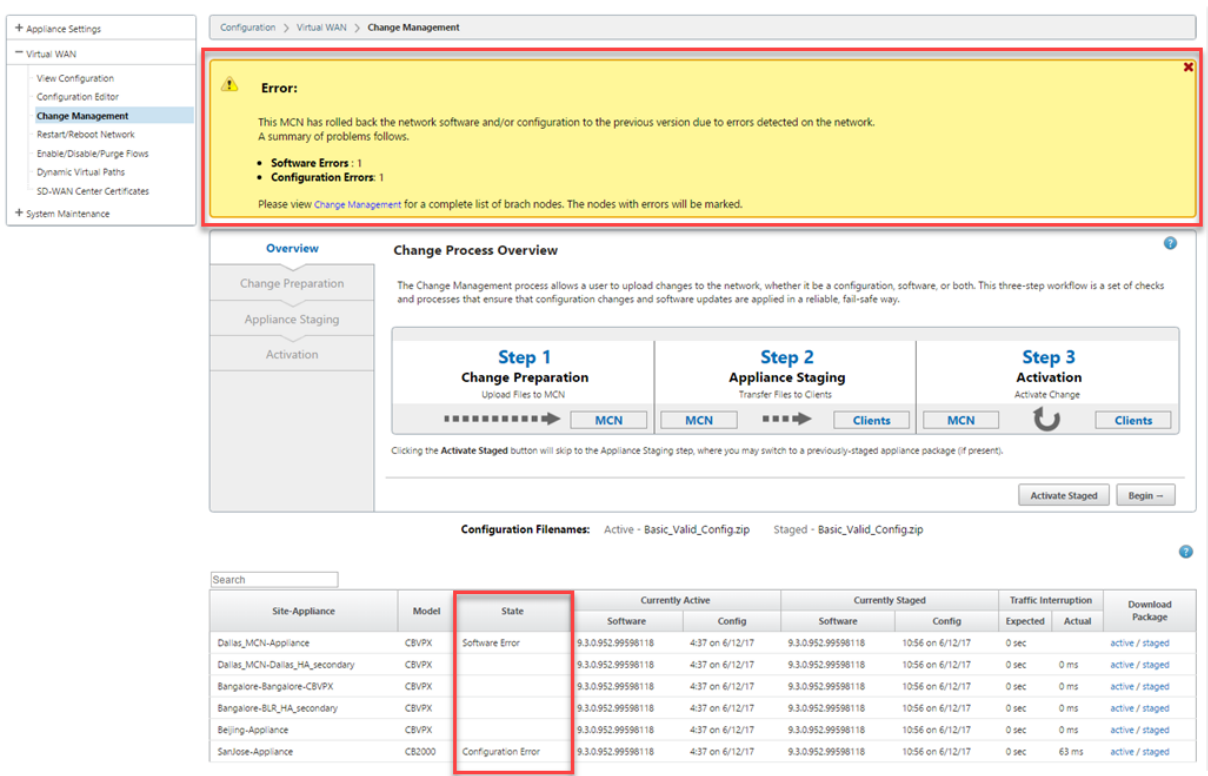 Appliance Settings
Virtual WAN
View Configuration
Configuration Editor
Change Management
Restart/Reboot Network
Enable/Disable/Purge Flows
Dynamic Virtual Paths
SD-WAN Center Certificates
System Maintenance
Configuration > Virtual WAN > Change Management
Error:
This MCN has rolled back the network software and/or configuration to the previous version due to errors detected on the network.
A summary of problems follows.
• Software Errors : 1
• Configuration Errors: 1
Please view Change Management for a complete list of brach nodes. The nodes with errors will be marked.
Overview
Change Preparation
Appliance Staging
Activation
Change Process Overview
?
The Change Management process allows a user to upload changes to the network, whether it be a configuration, software, or both. This three-step workflow is a set of checks
and processes that ensure that configuration changes and software updates are applied in a reliable, fail-safe way.
Step 1
Change Preparation
Upload Files to MCN
MCN
Step 2
Appliance Staging
Transfer Files to Clients
MCN Clients
Step 3
Activation
Activate Change
MCN Clients
Clicking the Activate Staged button will skip to the Appliance Staging step, where you may switch to a previously-staged appliance package (if present).
Activate Staged Begin →
Configuration Filenames: Active - Basic_Valid_Config.zip Staged - Basic_Valid_Config.zip
?
Search
Site-Appliance Model State Currently Active Currently Staged Traffic Interruption Download Package
Software Config Software Config Expected Actual
Dallas_MCN-Appliance CBVPX Software Error 9.3.0.952.99598118 4:37 on 6/12/17 9.3.0.952.99598118 10:56 on 6/12/17 0 sec active / staged
Dallas_MCN-Dallas_HA_secondary CBVPX 9.3.0.952.99598118 4:37 on 6/12/17 9.3.0.952.99598118 10:56 on 6/12/17 0 sec 0 ms active / staged
Bangalore-Bangalore-CBVPX CBVPX 9.3.0.952.99598118 4:37 on 6/12/17 9.3.0.952.99598118 10:56 on 6/12/17 0 sec 0 ms active / staged
Bangalore-BLR_HA_secondary CBVPX 9.3.0.952.99598118 4:37 on 6/12/17 9.3.0.952.99598118 10:56 on 6/12/17 0 sec 0 ms active / staged
Beijing-Appliance CBVPX 9.3.0.952.99598118 4:37 on 6/12/17 9.3.0.952.99598118 10:56 on 6/12/17 0 sec 0 ms active / staged
SanJose-Appliance CB2000 Configuration Error 9.3.0.952.99598118 4:37 on 6/12/17 9.3.0.952.99598118 10:56 on 6/12/17 0 sec 63 ms active / staged